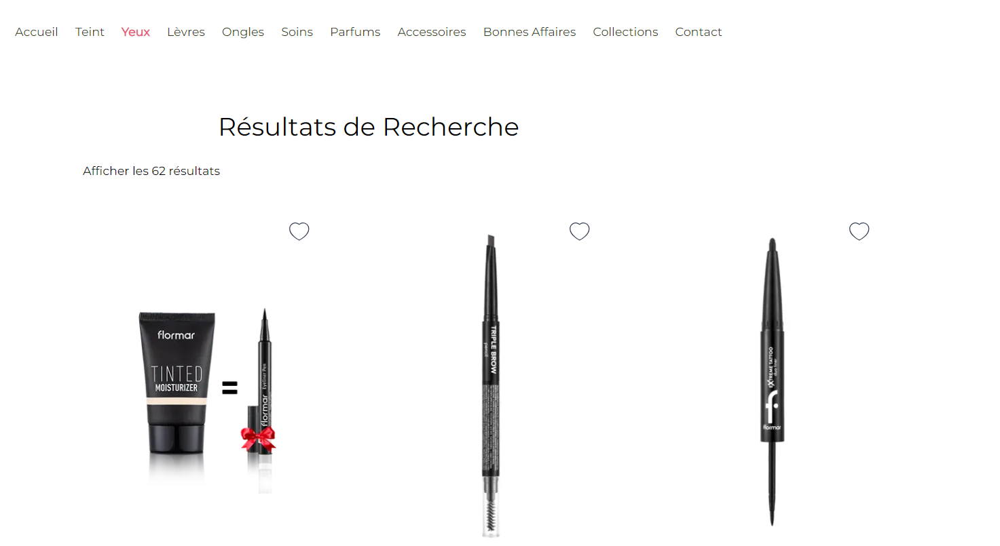 Accueil Teint Yeux Lèvres Ongles Soins Parfums Accessoires Bonnes Affaires Collections Contact
Résultats de Recherche
Afficher les 62 résultats
flormar
TINTED
MOISTURIZER
=
flormar Eyeliner Pen
TRIPLE BROW
pencil
EXTREME TATTOO
duo liner
flormar